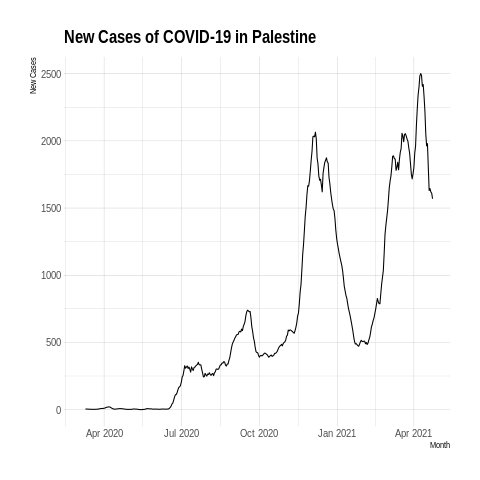 New Cases of COVID-19 in Palestine
New Cases
2500
2000
1500
1000
500
0
Apr 2020 Jul 2020 Oct 2020 Jan 2021 Apr 2021
Month